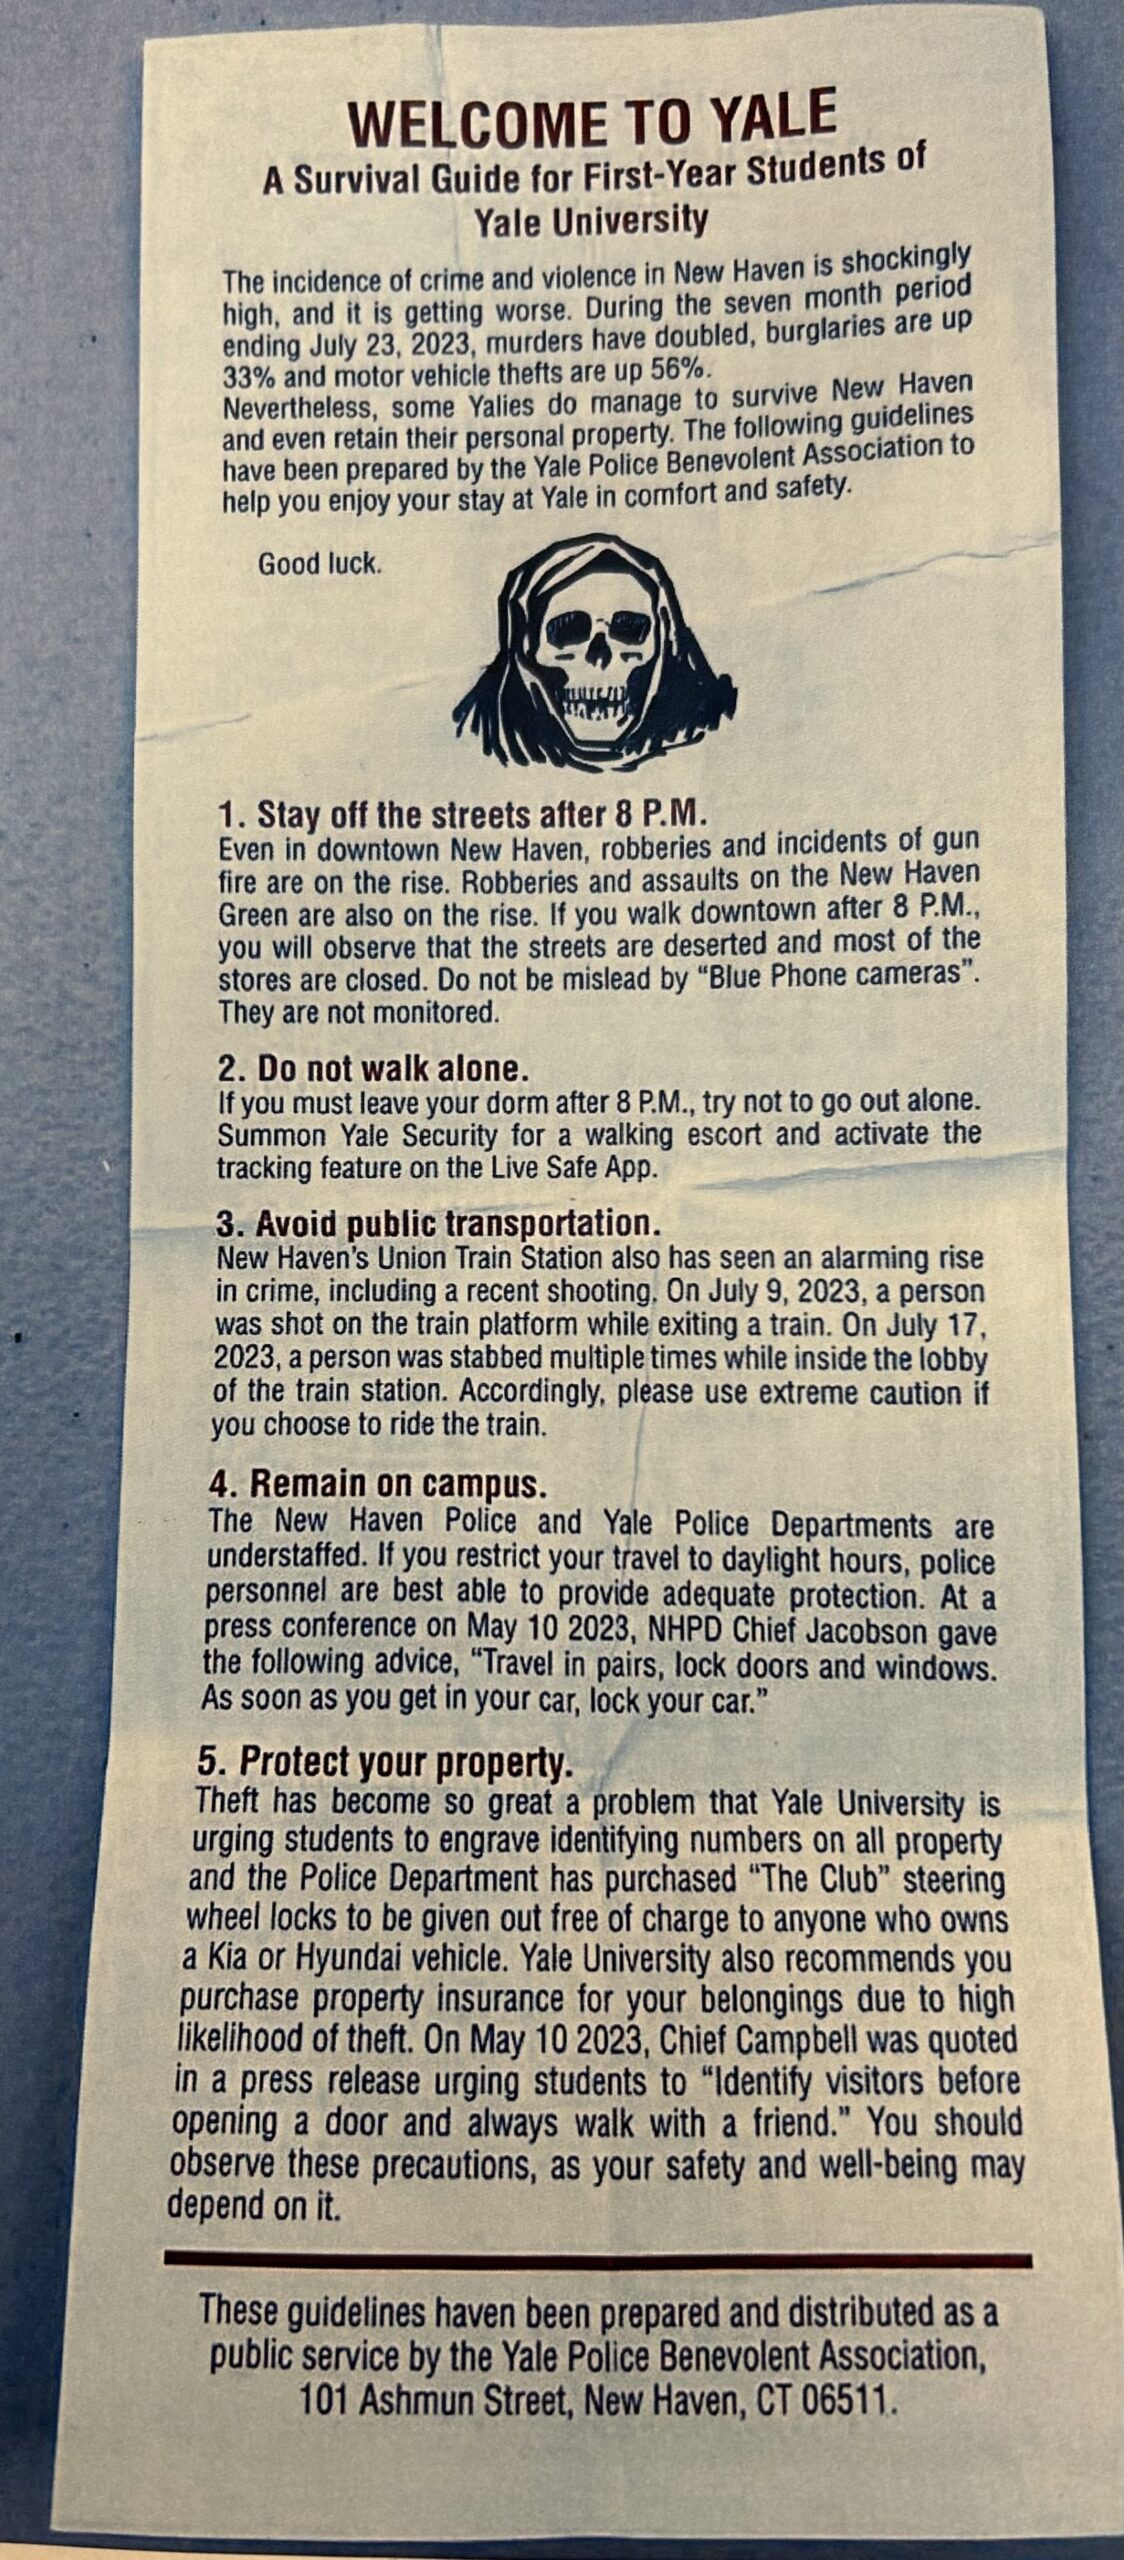 WELCOME TO YALE
A Survival Guide for First-Year Students of
Yale University
The incidence of crime and violence in New Haven is shockingly
high, and it is getting worse. During the seven month period
ending July 23, 2023, murders have doubled, burglaries are up
33% and motor vehicle thefts are up 56%.
Nevertheless, some Yalies do manage to survive New Haven
and even retain their personal property. The following guidelines
have been prepared by the Yale Police Benevolent Association to
help you enjoy your stay at Yale in comfort and safety.
Good luck.
1. Stay off the streets after 8 P.M.
Even in downtown New Haven, robberies and incidents of gun
fire are on the rise. Robberies and assaults on the New Haven
Green are also on the rise. If you walk downtown after 8 P.M.,
you will observe that the streets are deserted and most of the
stores are closed. Do not be mislead by “Blue Phone cameras”.
They are not monitored.
2. Do not walk alone.
If you must leave your dorm after 8 P.M., try not to go out alone.
Summon Yale Security for a walking escort and activate the
tracking feature on the Live Safe App.
3. Avoid public transportation.
New Haven’s Union Train Station also has seen an alarming rise
in crime, including a recent shooting. On July 9, 2023, a person
was shot on the train platform while exiting a train. On July 17,
2023, a person was stabbed multiple times while inside the lobby
of the train station. Accordingly, please use extreme caution if
you choose to ride the train.
4. Remain on campus.
The New Haven Police and Yale Police Departments are
understaffed. If you restrict your travel to daylight hours, police
personnel are best able to provide adequate protection. At a
press conference on May 10 2023, NHPD Chief Jacobson gave
the following advice, “Travel in pairs, lock doors and windows.
As soon as you get in your car, lock your car.”
5. Protect your property.
Theft has become so great a problem that Yale University is
urging students to engrave identifying numbers on all property
and the Police Department has purchased “The Club” steering
wheel locks to be given out free of charge to anyone who owns
a Kia or Hyundai vehicle. Yale University also recommends you
purchase property insurance for your belongings due to high
likelihood of theft. On May 10 2023, Chief Campbell was quoted
in a press release urging students to “Identify visitors before
opening a door and always walk with a friend.” You should
observe these precautions, as your safety and well-being may
depend on it.
These guidelines haven been prepared and distributed as a
public service by the Yale Police Benevolent Association,
101 Ashmun Street, New Haven, CT 06511.